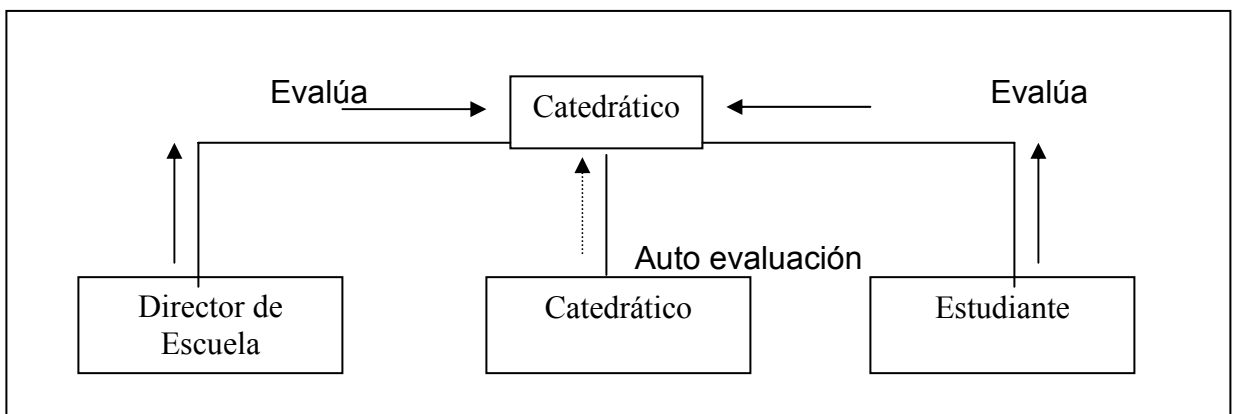 Evalúa
Catedrático
Evalúa
Auto evaluación
Director de
Escuela
Catedrático
Estudiante